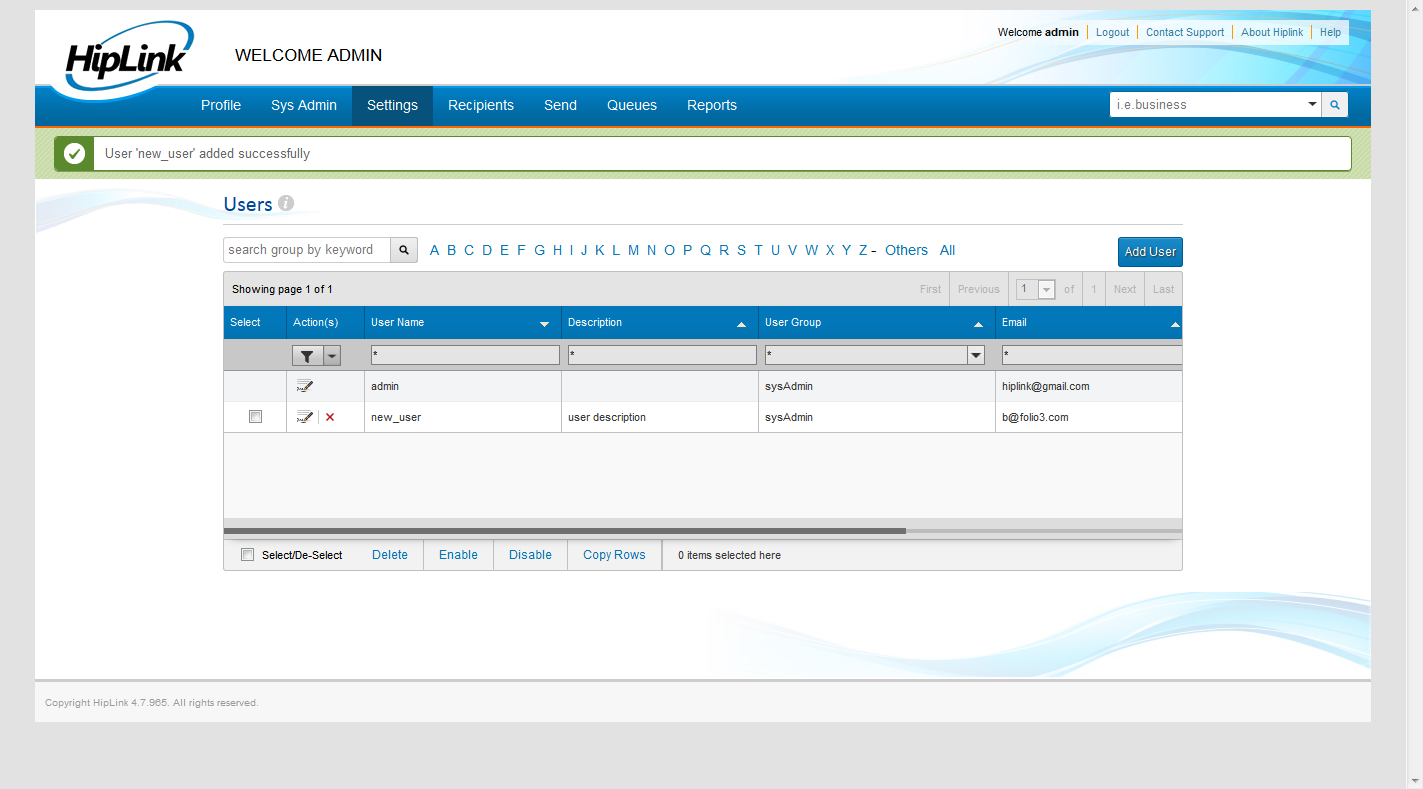 HipLink
WELCOME ADMIN
Welcome admin Logout Contact Support About Hiplink Help
Profile Sys Admin Settings Recipients Send Queues Reports i.e.business
User 'new_user' added successfully
Users i
search group by keyword A B C D E F G H I J K L M N O P Q R S T U V W X Y Z - Others All Add User
Showing page 1 of 1 First Previous 1 of 1 Next Last
Select Action(s) User Name Description User Group Email
* * * *
admin sysAdmin hiplink@gmail.com
new_user user description sysAdmin b@folio3.com
Select/De-Select Delete Enable Disable Copy Rows 0 items selected here
Copyright HipLink 4.7.965. All rights reserved.